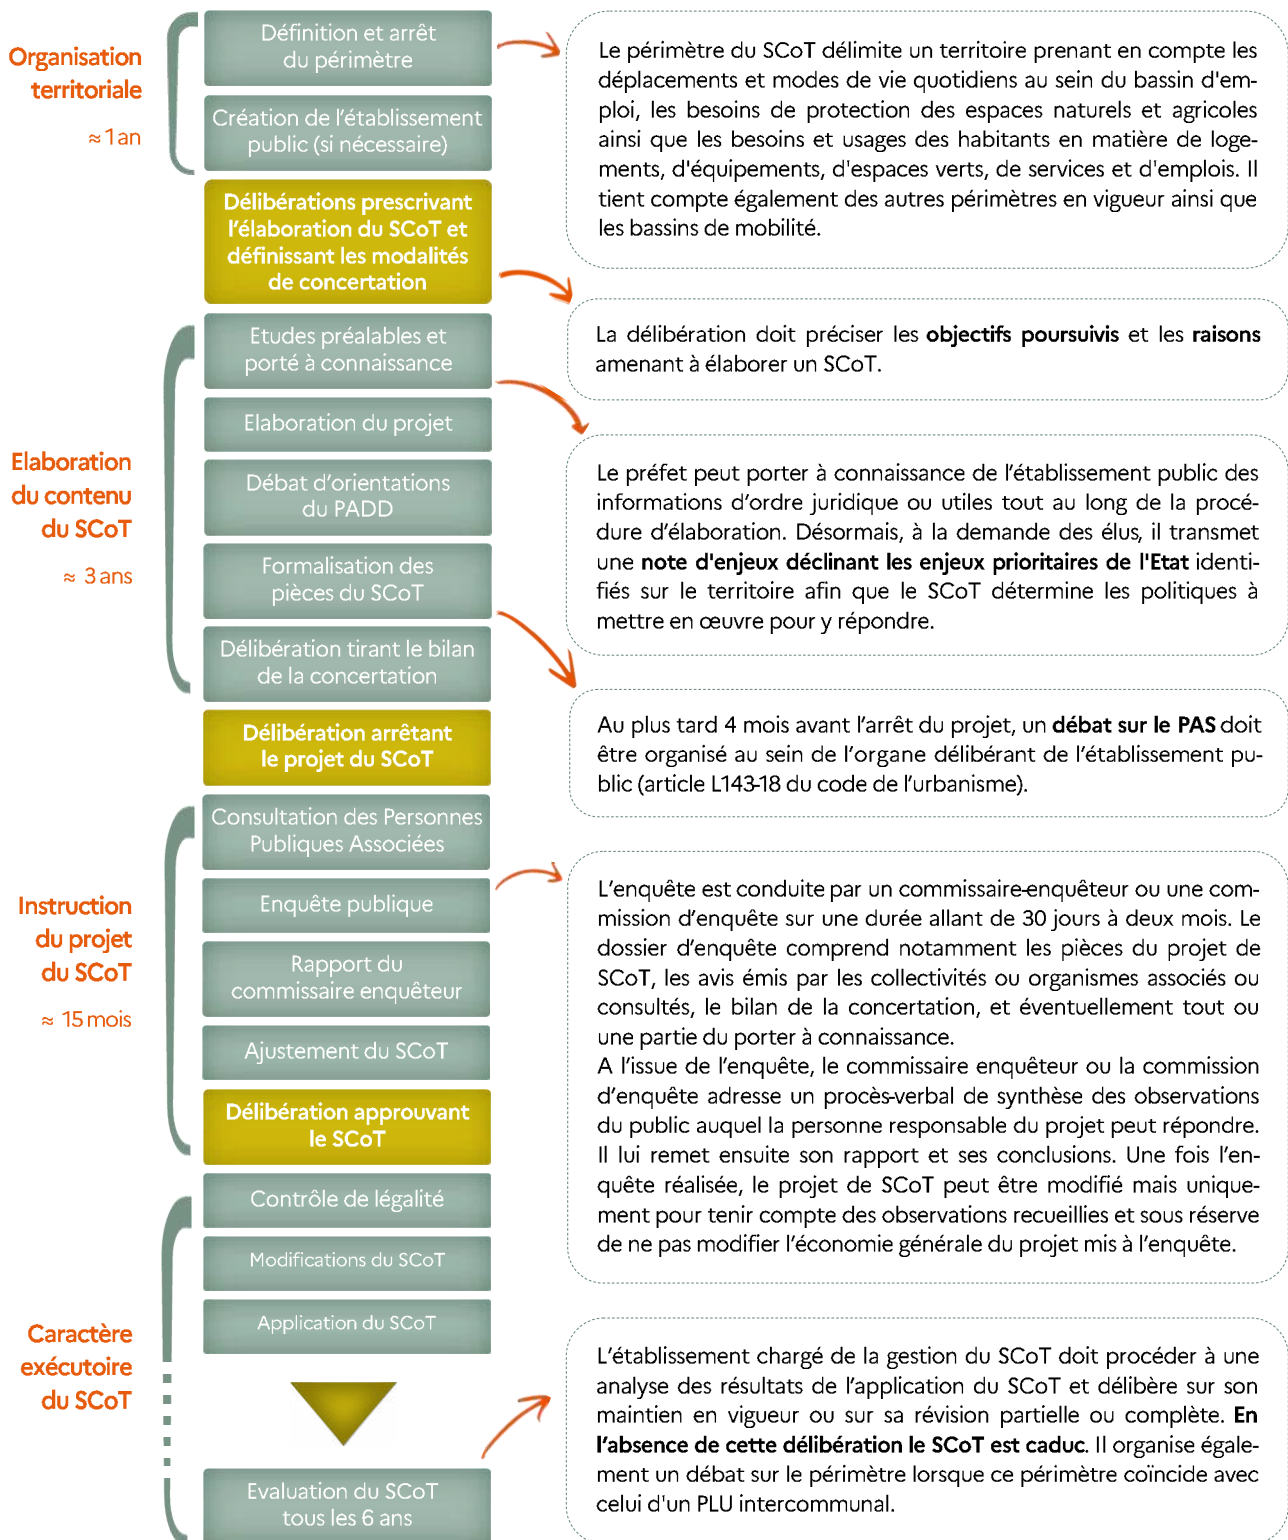 Organisation
territoriale
≈ 1 an
Définition et arrêt
du périmètre
Création de l'établissement
public (si nécessaire)
Le périmètre du SCoT délimite un territoire prenant en compte les
déplacements et modes de vie quotidiens au sein du bassin d'em-
ploi, les besoins de protection des espaces naturels et agricoles
ainsi que les besoins et usages des habitants en matière de loge-
ments, d'équipements, d'espaces verts, de services et d'emplois. Il
tient compte également des autres périmètres en vigueur ainsi que
les bassins de mobilité.
Délibérations prescrivant
l'élaboration du SCoT et
définissant les modalités
de concertation
La délibération doit préciser les objectifs poursuivis et les raisons
amenant à élaborer un SCoT.
Elaboration
du contenu
du SCoT
≈ 3 ans
Etudes préalables et
porté à connaissance
Elaboration du projet
Débat d'orientations
du PADD
Formalisation des
pièces du SCoT
Délibération tirant le bilan
de la concertation
Le préfet peut porter à connaissance de l'établissement public des
informations d'ordre juridique ou utiles tout au long de la procé-
dure d'élaboration. Désormais, à la demande des élus, il transmet
une note d'enjeux déclinant les enjeux prioritaires de l'Etat identi-
fiés sur le territoire afin que le SCoT détermine les politiques à
mettre en œuvre pour y répondre.
Délibération arrêtant
le projet du SCoT
Au plus tard 4 mois avant l'arrêt du projet, un débat sur le PAS doit
être organisé au sein de l'organe délibérant de l'établissement pu-
blic (article L143-18 du code de l'urbanisme).
Instruction
du projet
du SCoT
≈ 15 mois
Consultation des Personnes
Publiques Associées
Enquête publique
Rapport du
commissaire enquêteur
Ajustement du SCoT
Délibération approuvant
le SCoT
L'enquête est conduite par un commissaire-enquêteur ou une com-
mission d'enquête sur une durée allant de 30 jours à deux mois. Le
dossier d'enquête comprend notamment les pièces du projet de
SCoT, les avis émis par les collectivités ou organismes associés ou
consultés, le bilan de la concertation, et éventuellement tout ou
une partie du porter à connaissance.
A l'issue de l'enquête, le commissaire enquêteur ou la commission
d'enquête adresse un procès-verbal de synthèse des observations
du public auquel la personne responsable du projet peut répondre.
Il lui remet ensuite son rapport et ses conclusions. Une fois l'en-
quête réalisée, le projet de SCoT peut être modifié mais unique-
ment pour tenir compte des observations recueillies et sous réserve
de ne pas modifier l'économie générale du projet mis à l'enquête.
Caractère
exécutoire
du SCoT
Contrôle de légalité
Modifications du SCoT
Application du SCoT
Evaluation du SCoT
tous les 6 ans
L'établissement chargé de la gestion du SCoT doit procéder à une
analyse des résultats de l'application du SCoT et délibère sur son
maintien en vigueur ou sur sa révision partielle ou complète. En
l'absence de cette délibération le SCoT est caduc. Il organise égale-
ment un débat sur le périmètre lorsque ce périmètre coïncide avec
celui d'un PLU intercommunal.